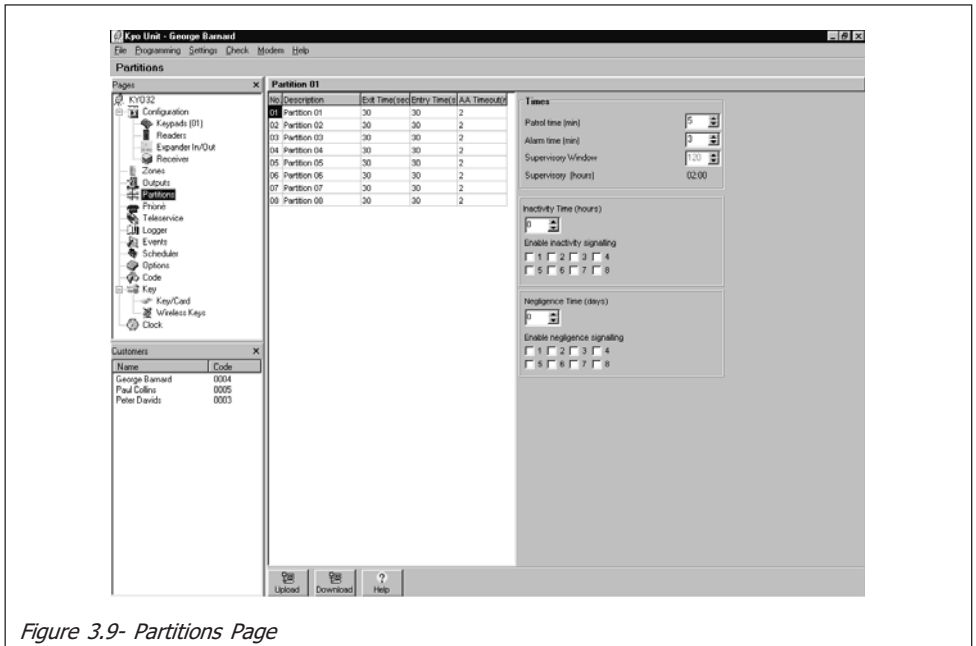 Kyo Unit - George Barnard
File Programming Settings Check Modem Help
Partitions
Pages
KYO32
Configuration
Keypads (01)
Readers
Expander In/Out
Receiver
Zones
Outputs
Partitions
Phone
Teleservice
Logger
Events
Scheduler
Options
Code
Key
Key/Card
Wireless Keys
Clock
Customers
Name Code
George Barnard 0004
Paul Collins 0005
Peter Davids 0003
Partition 01
No. Description Exit Time(sec Entry Time(s AA Timeout(r
01 Partition 01 30 30 2
02 Partition 02 30 30 2
03 Partition 03 30 30 2
04 Partition 04 30 30 2
05 Partition 05 30 30 2
06 Partition 06 30 30 2
07 Partition 07 30 30 2
08 Partition 08 30 30 2
Times
Patrol time (min) 5
Alarm time (min) 3
Supervisory Window 120
Supervisory (hours) 02:00
Inactivity Time (hours)
0
Enable inactivity signalling
1 2 3 4
5 6 7 8
Negligence Time (days)
0
Enable negligence signalling
1 2 3 4
5 6 7 8
Upload Download Help
Figure 3.9- Partitions Page